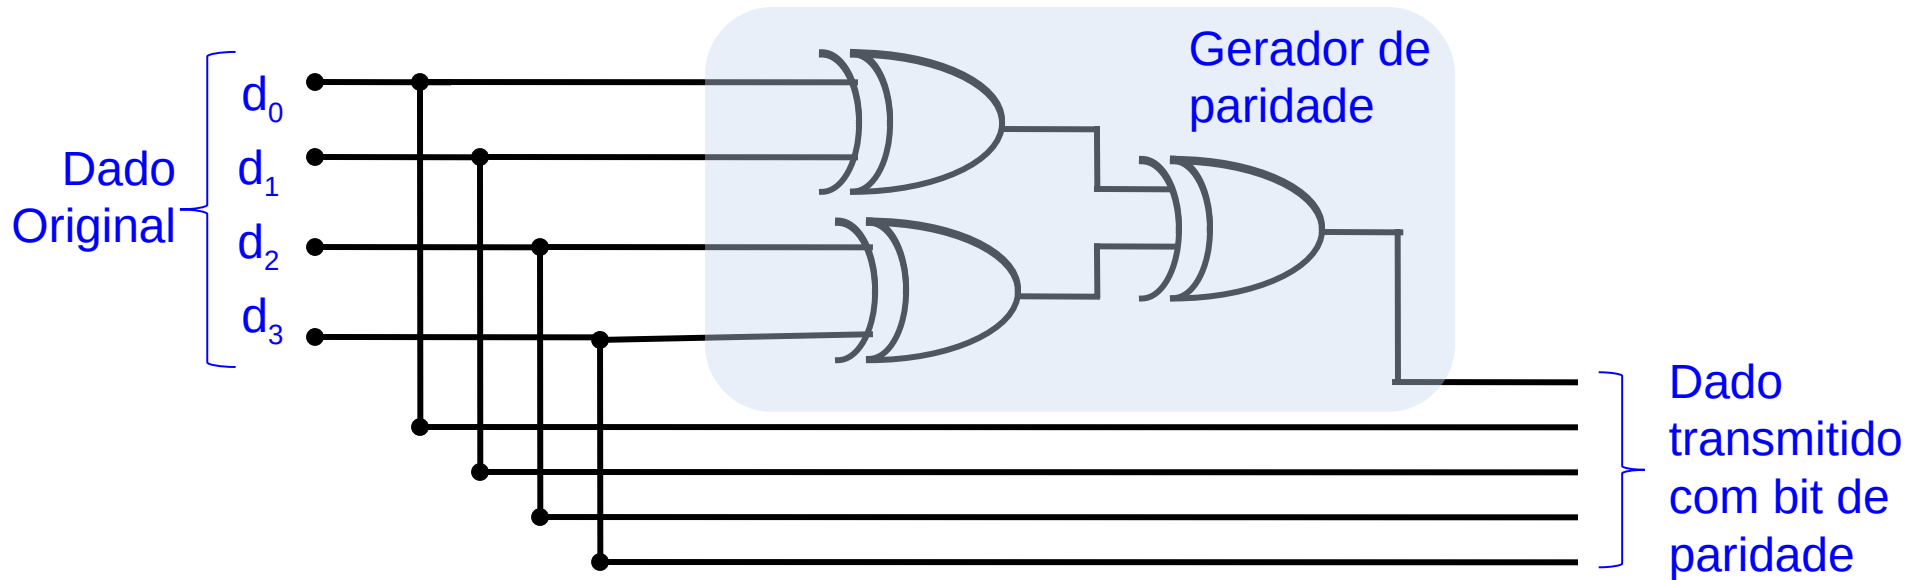 Gerador de
paridade
d0
d1
d2
d3
Dado
Original
Dado
transmitido
com bit de
paridade